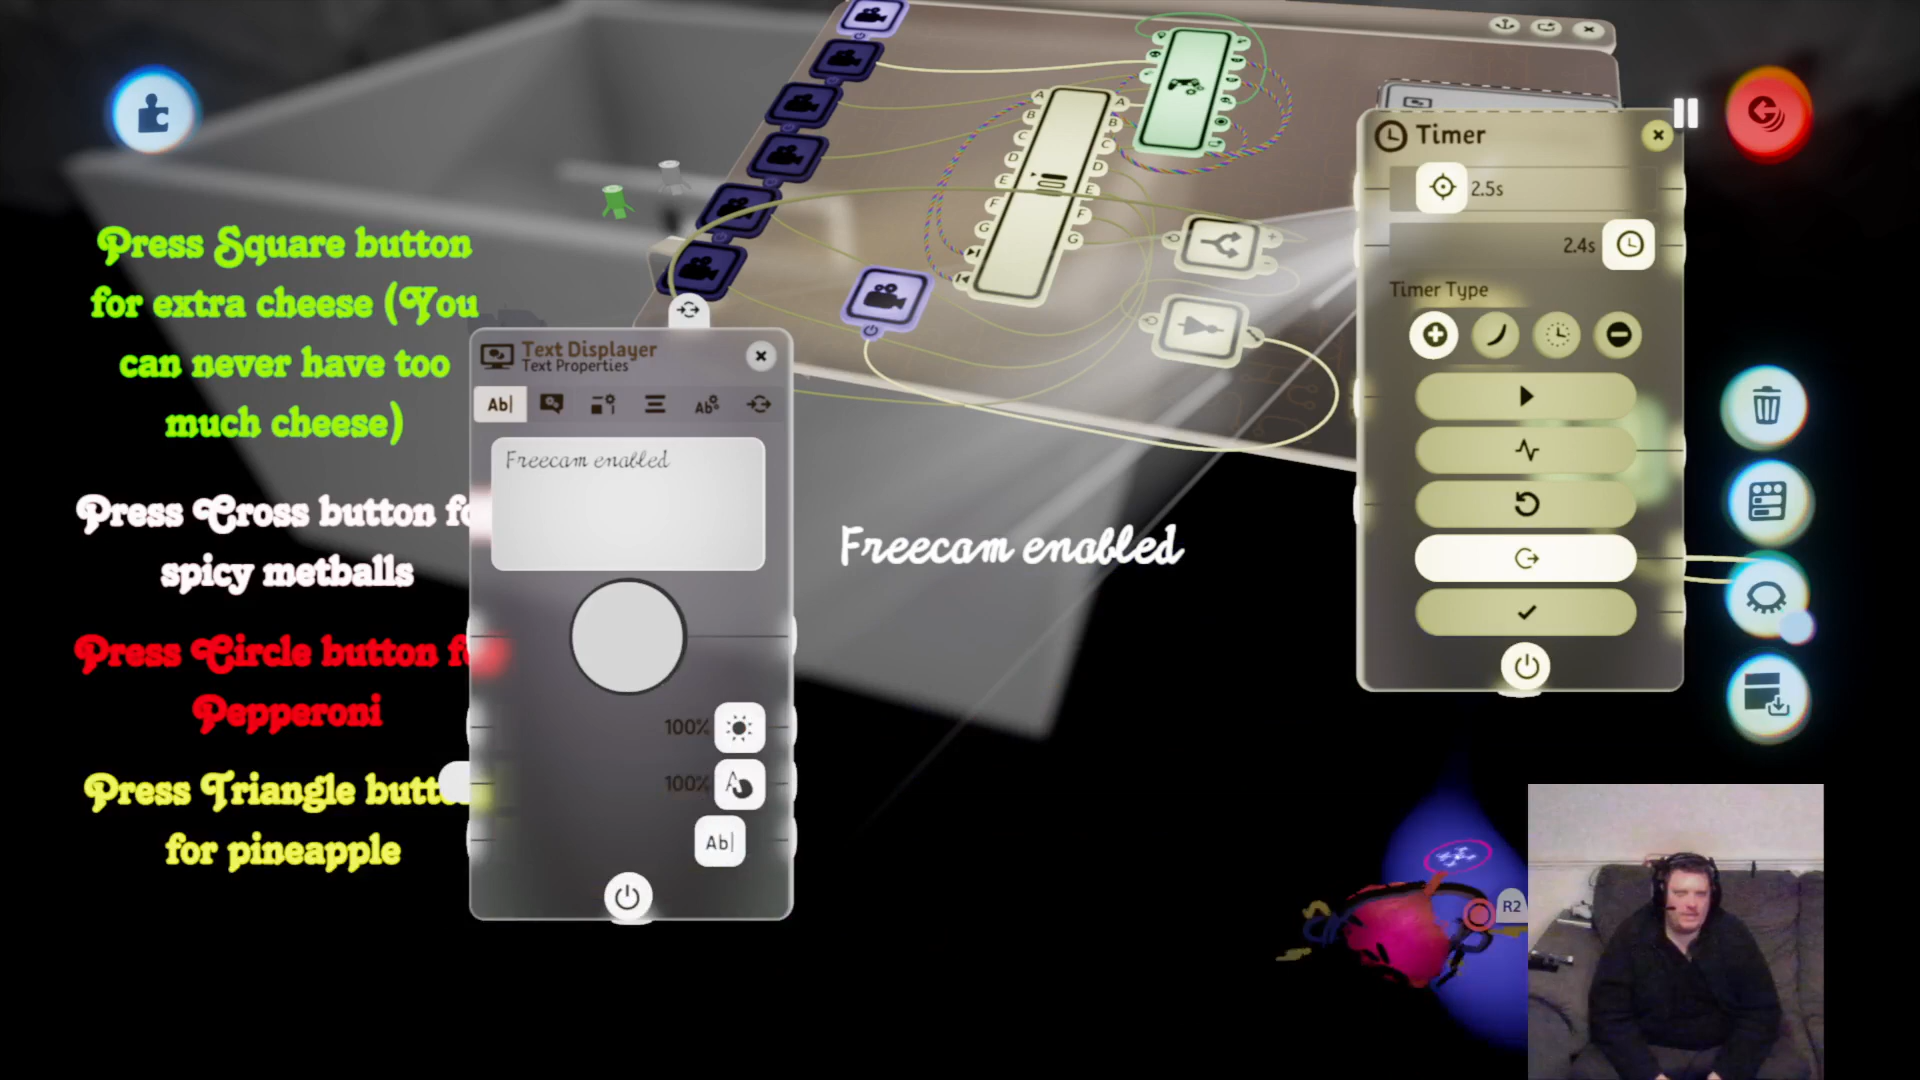 Timer
2.5s
2.4s
Timer Type
Press Square button
for extra cheese (You
can never have too
much cheese)
Press Cross button fo
spicy metballs
Press Circle button f
Pepperoni
Press Triangle butto
for pineapple
Text Displayer
Text Properties
Ab|
Freecam enabled
100%
100%
Ab|
Freecam enabled
R2
A
B
C
D
E
F
G
A
B
C
D
E
F
G